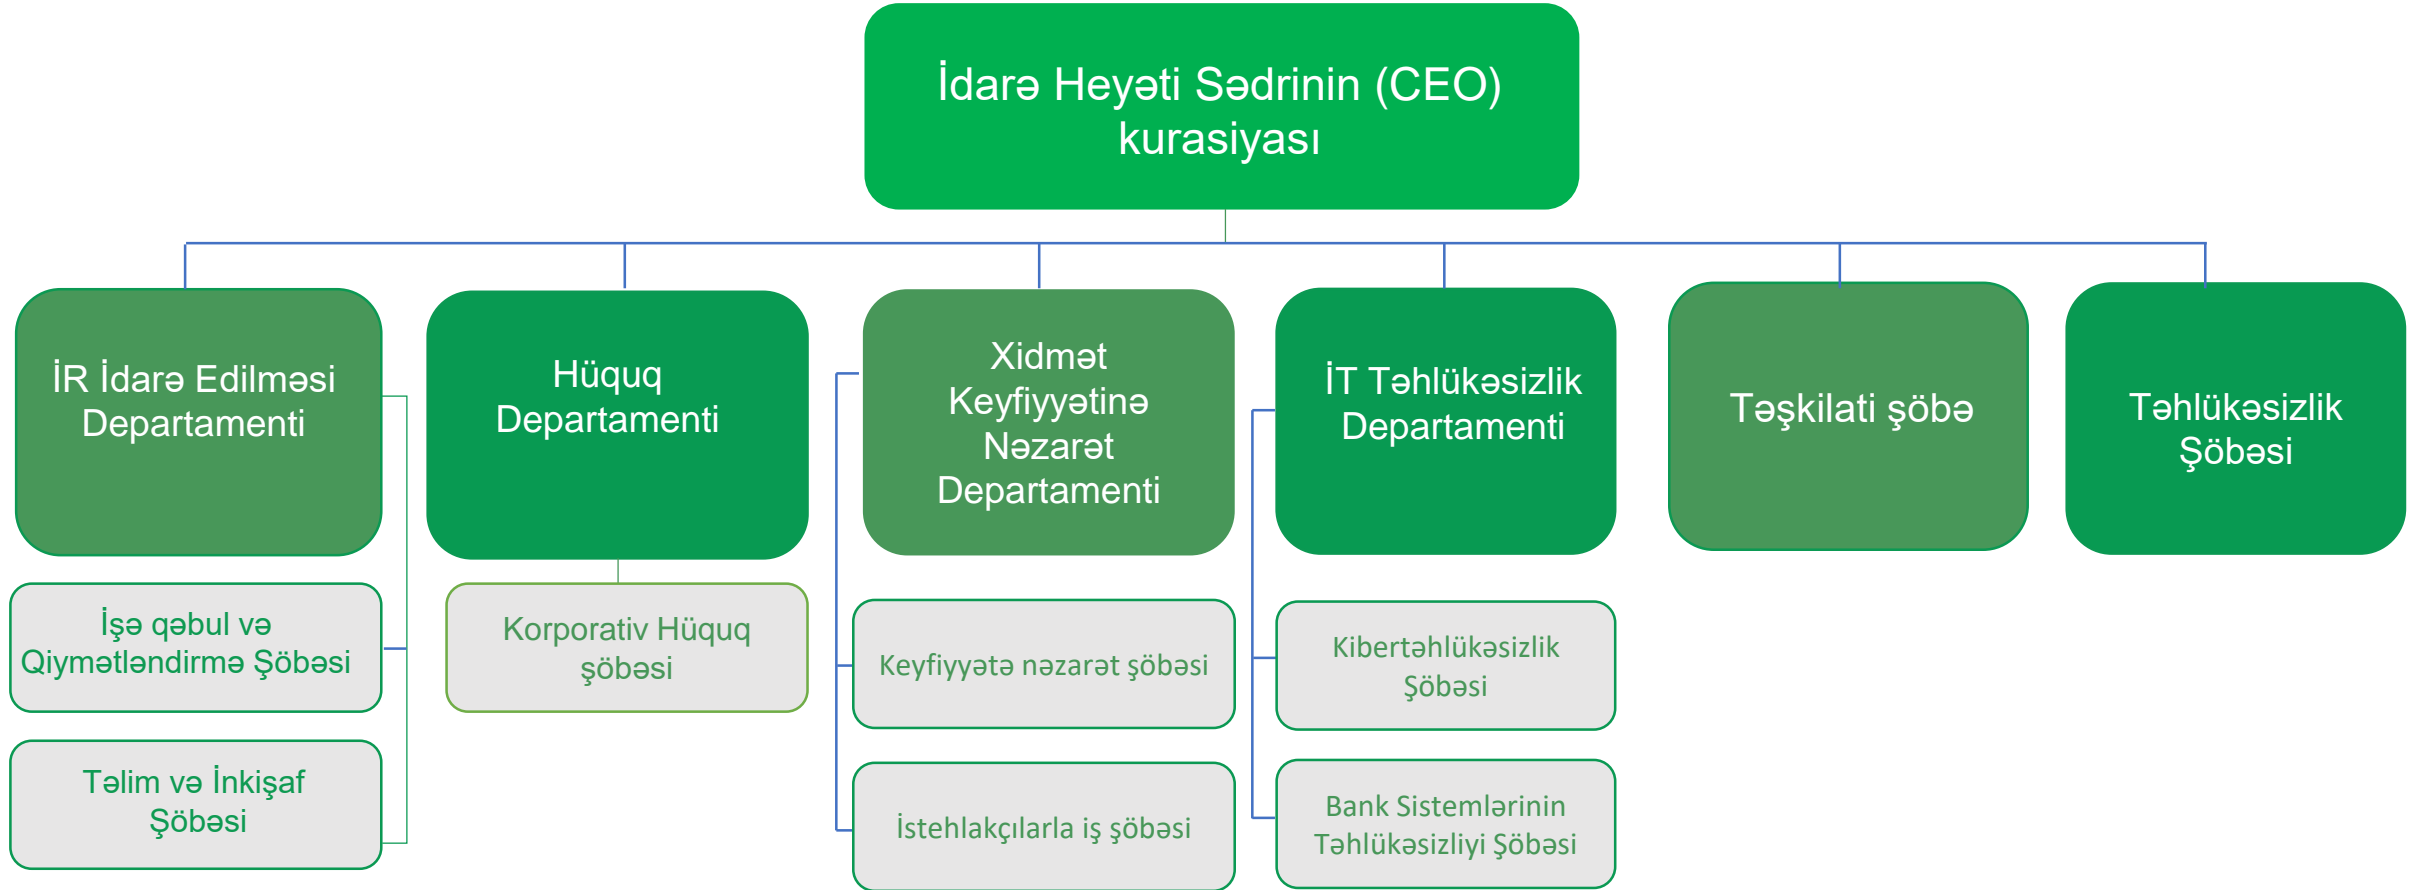 İdarə Heyəti Sədrinin (CEO)
kurasiyası
İR İdarə Edilməsi
Departamenti
Hüquq
Departamenti
Xidmət
Keyfiyyətinə
Nəzarət
Departamenti
İT Təhlükəsizlik
Departamenti
Təşkilati şöbə
Təhlükəsizlik
Şöbəsi
İşə qəbul və
Qiymətləndirmə Şöbəsi
Korporativ Hüquq
şöbəsi
Keyfiyyətə nəzarət şöbəsi
Kibertəhlükəsizlik
Şöbəsi
Təlim və İnkişaf
Şöbəsi
İstehlakçılarla iş şöbəsi
Bank Sistemlərinin
Təhlükəsizliyi Şöbəsi